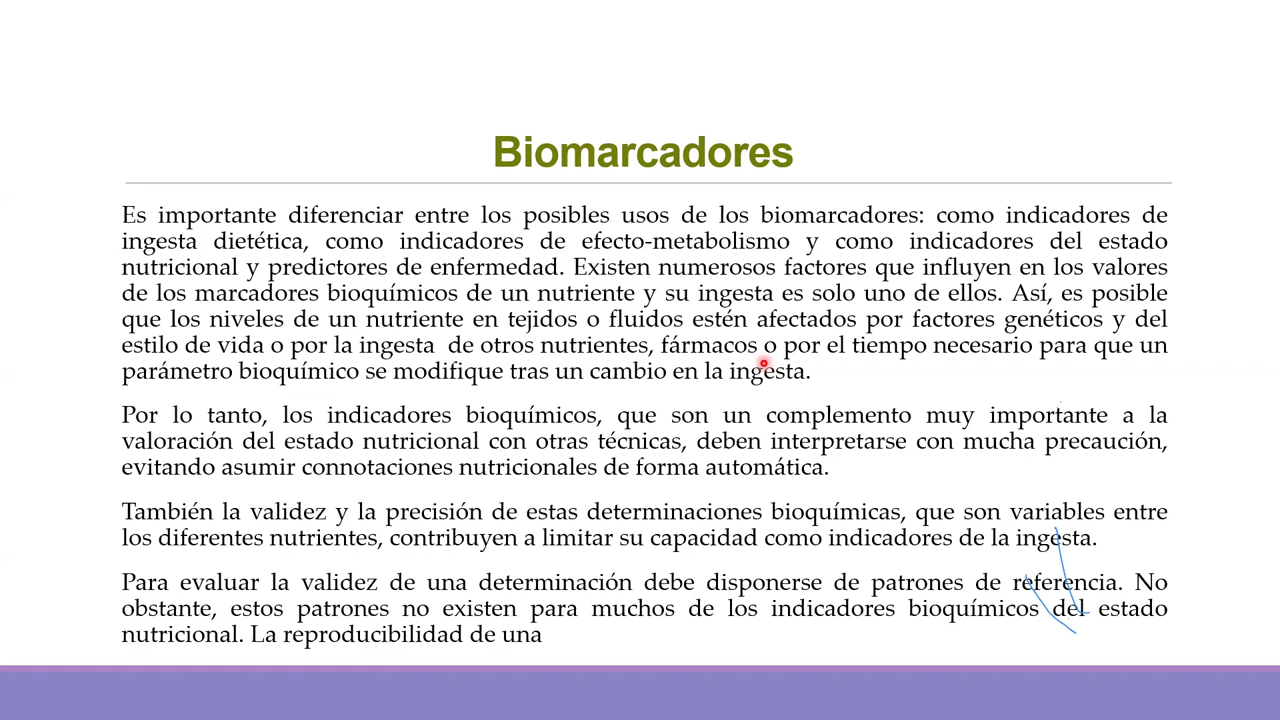 Biomarcadores
Es importante diferenciar entre los posibles usos de los biomarcadores: como indicadores de
ingesta dietética, como indicadores de efecto-metabolismo y como indicadores del estado
nutricional y predictores de enfermedad. Existen numerosos factores que influyen en los valores
de los marcadores bioquímicos de un nutriente y su ingesta es solo uno de ellos. Así, es posible
que los niveles de un nutriente en tejidos o fluidos estén afectados por factores genéticos y del
estilo de vida o por la ingesta de otros nutrientes, fármacos o por el tiempo necesario para que un
parámetro bioquímico se modifique tras un cambio en la ingesta.
Por lo tanto, los indicadores bioquímicos, que son un complemento muy importante a la
valoración del estado nutricional con otras técnicas, deben interpretarse con mucha precaución,
evitando asumir connotaciones nutricionales de forma automática.
También la validez y la precisión de estas determinaciones bioquímicas, que son variables entre
los diferentes nutrientes, contribuyen a limitar su capacidad como indicadores de la ingesta.
Para evaluar la validez de una determinación debe disponerse de patrones de referencia. No
obstante, estos patrones no existen para muchos de los indicadores bioquímicos del estado
nutricional. La reproducibilidad de una